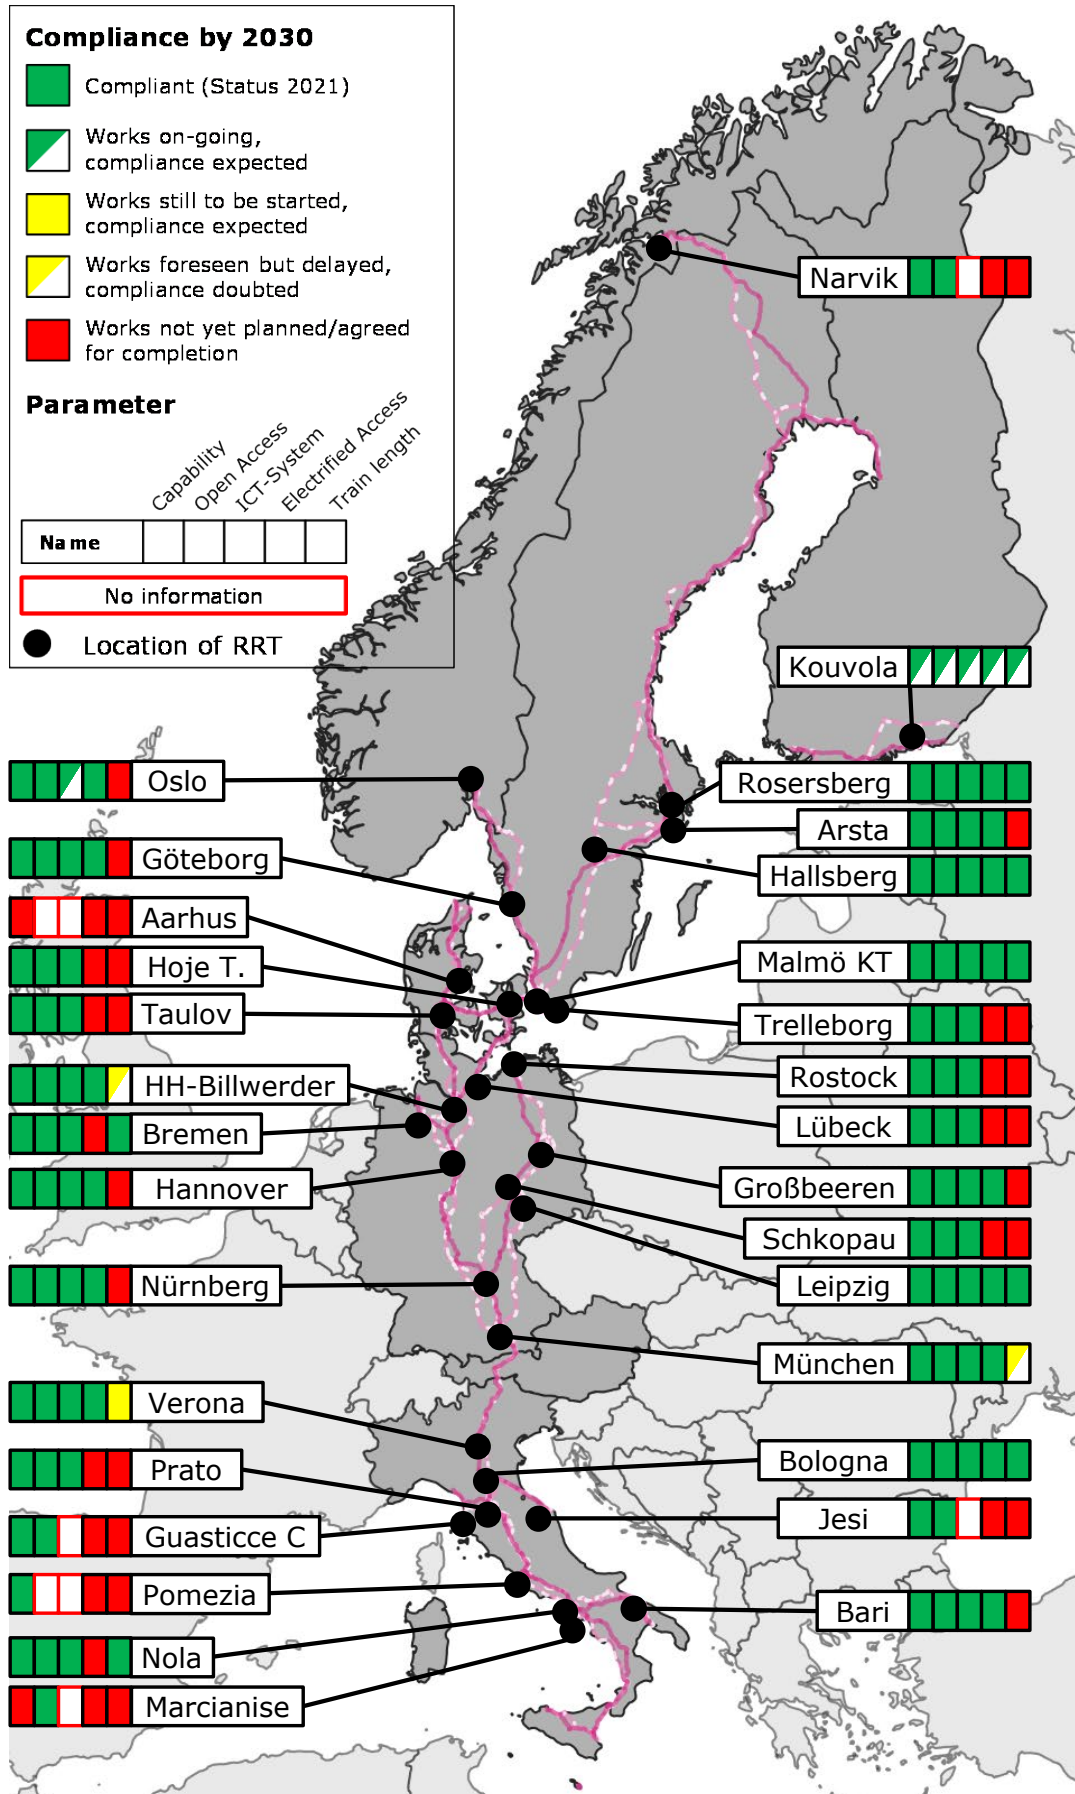 Compliance by 2030
Compliant (Status 2021)
Works on-going,
compliance expected
Works still to be started,
compliance expected
Works foreseen but delayed,
compliance doubted
Works not yet planned/agreed
for completion
Parameter
Capability
Open Access
ICT-System
Electrified Access
Train length
Name
No information
Location of RRT
Narvik
Kouvola
Oslo
Rosersberg
Arsta
Göteborg
Hallsberg
Aarhus
Hoje T.
Malmö KT
Taulov
Trelleborg
HH-Billwerder
Rostock
Bremen
Lübeck
Hannover
Großbeeren
Schkopau
Nürnberg
Leipzig
München
Verona
Prato
Bologna
Guasticce C
Jesi
Pomezia
Bari
Nola
Marcianise